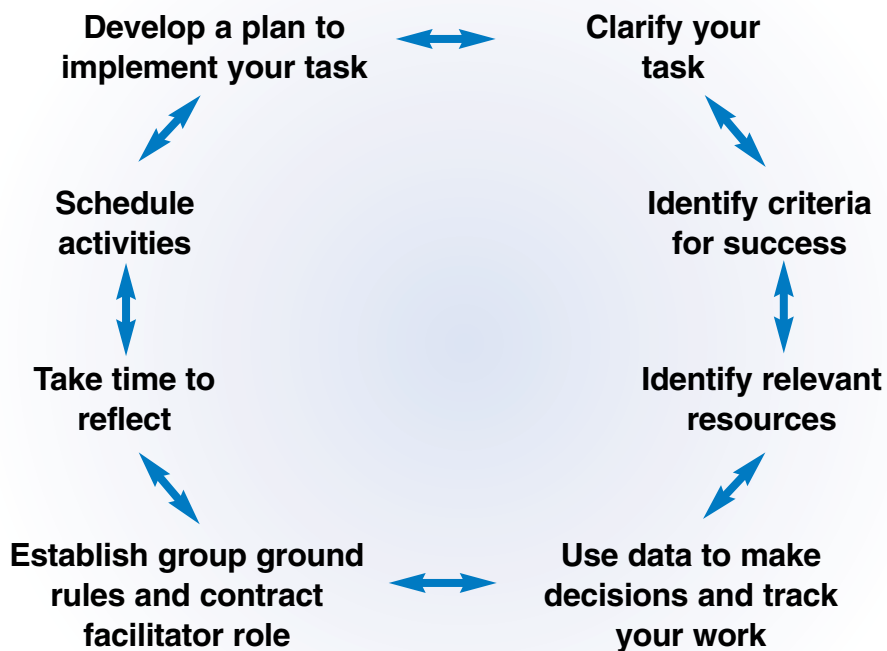 Develop a plan to
implement your task
Clarify your
task
Schedule
activities
Identify criteria
for success
Take time to
reflect
Identify relevant
resources
Establish group ground
rules and contract
facilitator role
Use data to make
decisions and track
your work